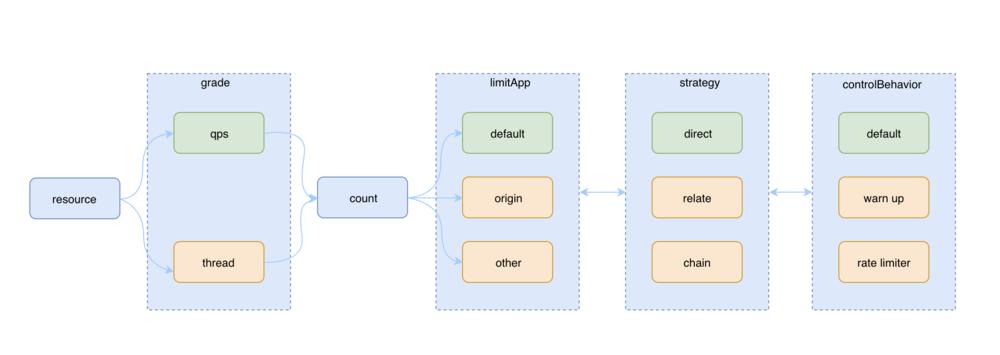 resource
grade
qps
thread
count
limitApp
default
origin
other
strategy
direct
relate
chain
controlBehavior
default
warn up
rate limiter